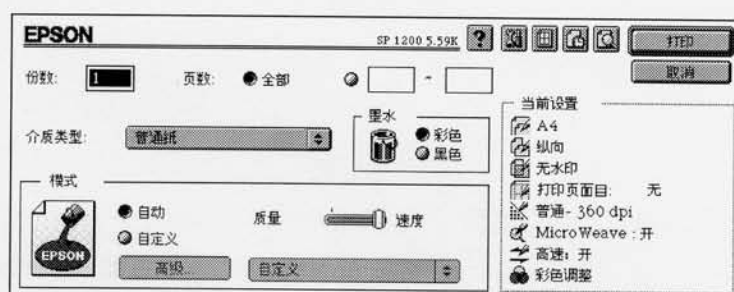 EPSON
SP 1200 5.59K
?
打印
份数:
1
页数:
全部
-
取消
介质类型:
普通纸
墨水
彩色
黑色
当前设置
A4
纵向
无水印
打印页面目: 无
普通- 360 dpi
MicroWeave : 开
高速: 开
彩色调整
模式
自动
自定义
质量
速度
高级...
自定义
EPSON